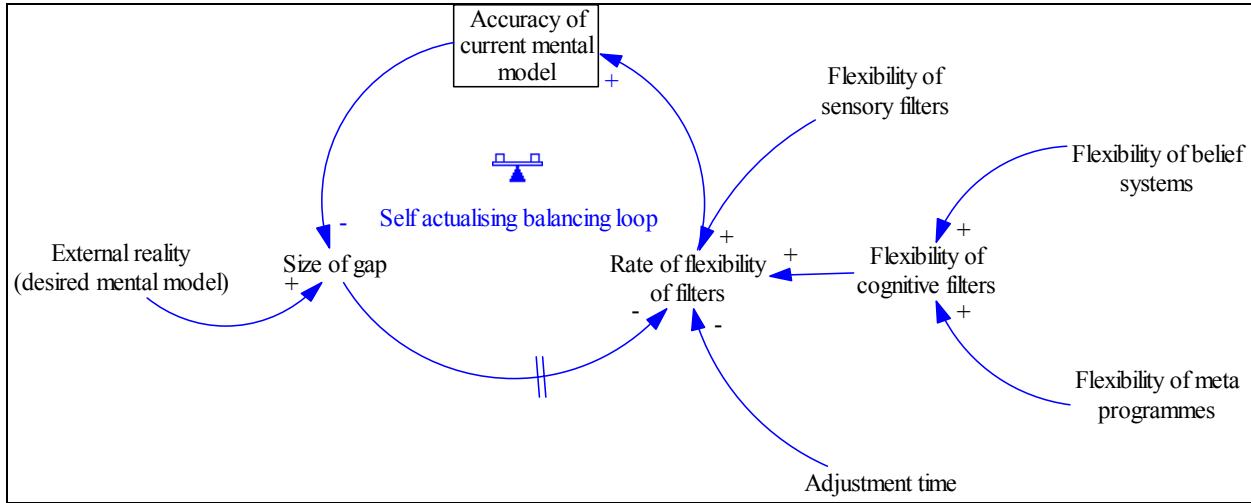 Accuracy of
current mental
model
+
Flexibility of
sensory filters
Flexibility of belief
systems
Self actualising balancing loop
-
External reality
(desired mental model)
+
Size of gap
Rate of flexibility
of filters
+
+
-
-
Flexibility of
cognitive filters
+
+
Flexibility of meta
programmes
Adjustment time